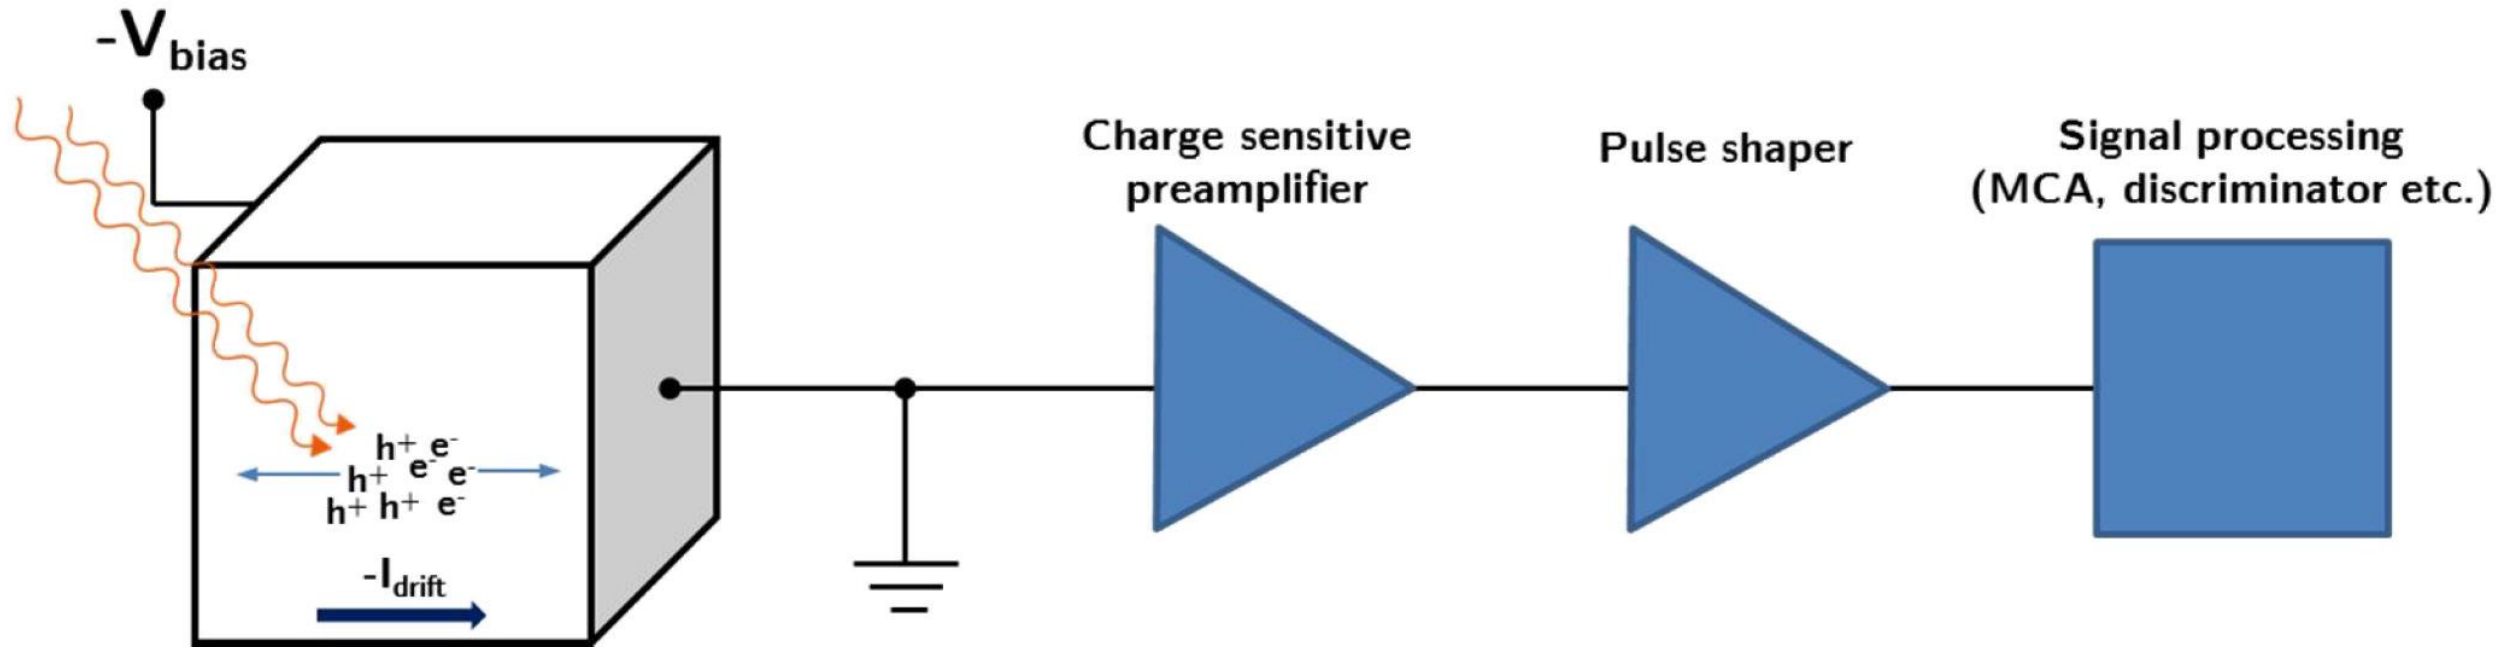 -Vbias
Charge sensitive
preamplifier
Pulse shaper
Signal processing
(MCA, discriminator etc.)
h+ e-
h+ e- e-
h+ h+ e-
-Idrift